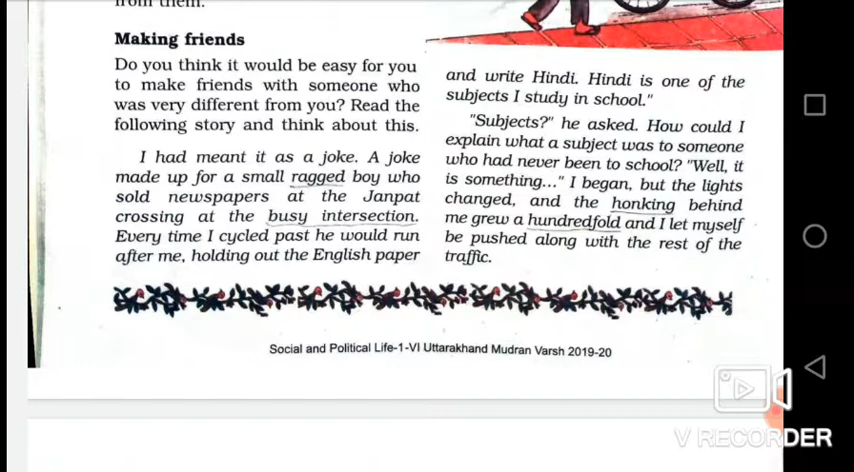 from them.
Making friends
Do you think it would be easy for you
to make friends with someone who
was very different from you? Read the
following story and think about this.
I had meant it as a joke. A joke
made up for a small ragged boy who
sold newspapers at the Janpat
crossing at the busy intersection.
Every time I cycled past he would run
after me, holding out the English paper
and write Hindi. Hindi is one of the
subjects I study in school."
"Subjects?" he asked. How could I
explain what a subject was to someone
who had never been to school? "Well, it
is something..." I began, but the lights
changed, and the honking behind
me grew a hundredfold and I let myself
be pushed along with the rest of the
traffic.
Social and Political Life-1-VI Uttarakhand Mudran Varsh 2019-20
V RECORDER